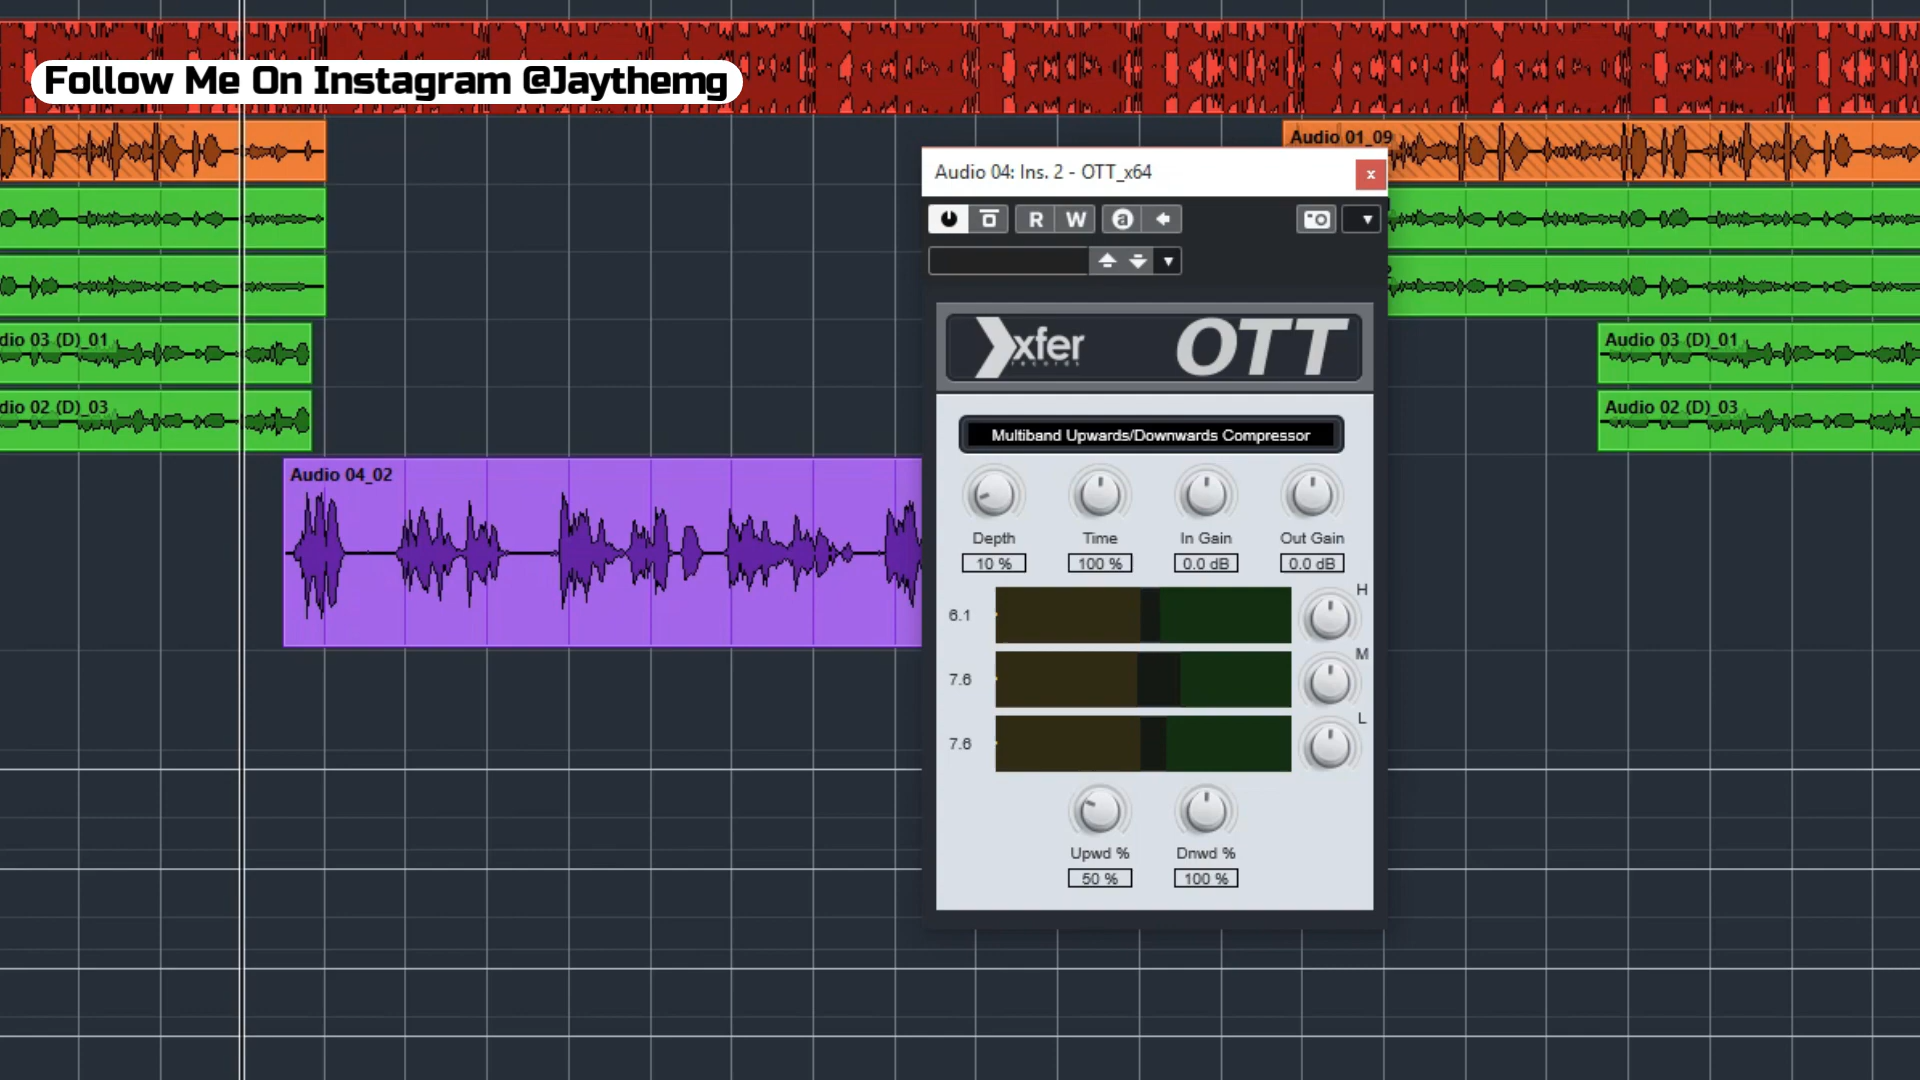 Follow Me On Instagram @Jaythemg
Audio 01_09
Audio 04: Ins. 2 - OTT_x64
x
R W a
xfer
records
OTT
dio 03 (D)_01
Audio 03 (D)_01
dio 02 (D)_03
Audio 02 (D)_03
Multiband Upwards/Downwards Compressor
Audio 04_02
Depth Time In Gain Out Gain
10 % 100 % 0.0 dB 0.0 dB
H
6.1
M
7.6
L
7.6
Upwd % Dnwd %
50 % 100 %